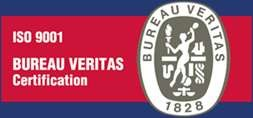 ISO 9001
BUREAU VERITAS
Certification
BUREAU VERITAS
1828